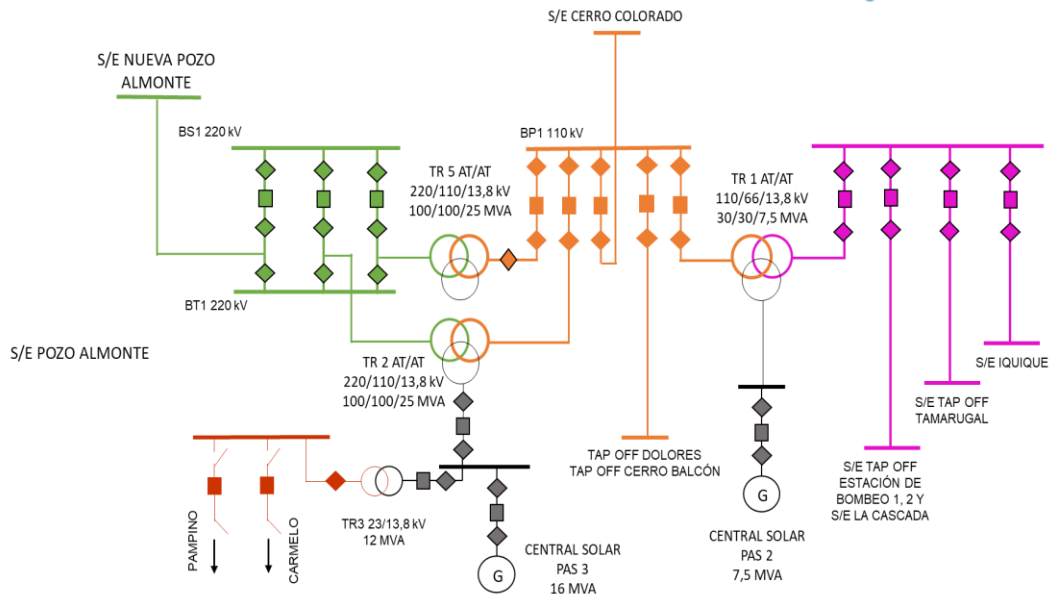 S/E CERRO COLORADO
S/E NUEVA POZO
ALMONTE
BS1 220 kV
BP1 110 kV
TR 5 AT/AT
220/110/13,8 kV
100/100/25 MVA
TR 1 AT/AT
110/66/13,8 kV
30/30/7,5 MVA
BT1 220 kV
S/E POZO ALMONTE
TR 2 AT/AT
220/110/13,8 kV
100/100/25 MVA
S/E IQUIQUE
S/E TAP OFF
TAMARUGAL
TAP OFF DOLORES
TAP OFF CERRO BALCÓN
S/E TAP OFF
ESTACIÓN DE
BOMBEO 1, 2 Y
S/E LA CASCADA
G
TR3 23/13,8 kV
12 MVA
PAMPINO
CARMELO
CENTRAL SOLAR
PAS 3
16 MVA
G
CENTRAL SOLAR
PAS 2
7,5 MVA